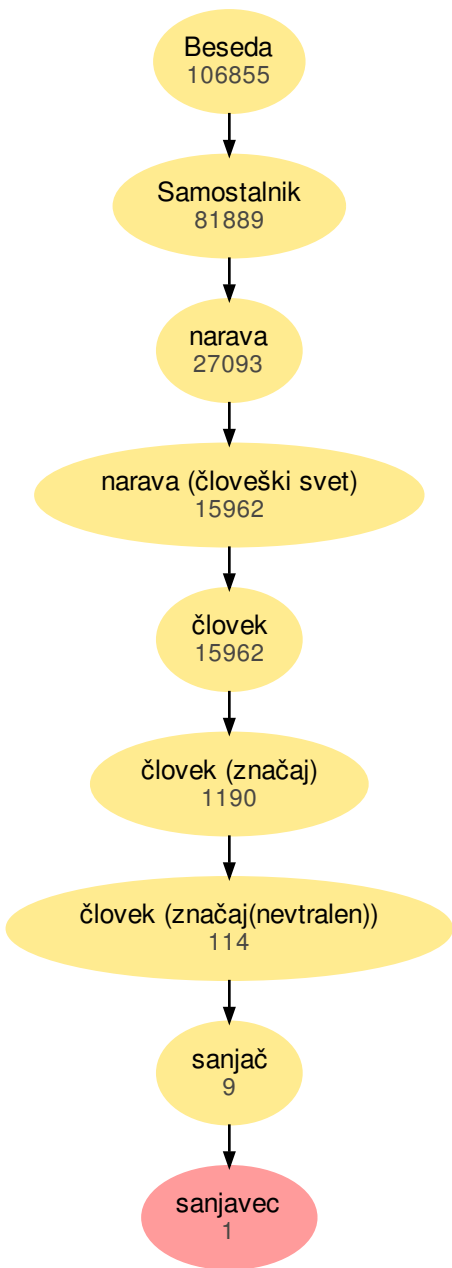 Beseda
106855
Samostalnik
81889
narava
27093
narava (človeški svet)
15962
človek
15962
človek (značaj)
1190
človek (značaj(nevtralen))
114
sanjač
9
sanjavec
1